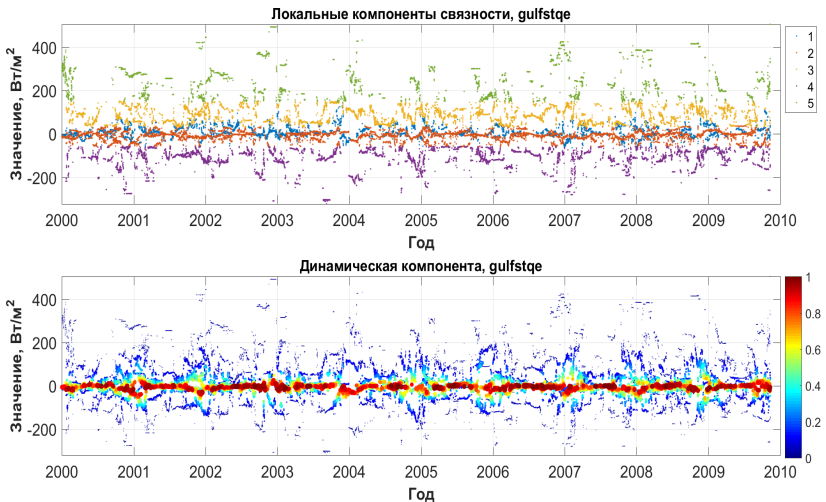 Локальные компоненты связности, gulfstqe
Значение, Вт/м²
400
200
0
-200
2000 2001 2002 2003 2004 2005 2006 2007 2008 2009 2010
Год
1
2
3
4
5
Динамическая компонента, gulfstqe
Значение, Вт/м²
400
200
0
-200
2000 2001 2002 2003 2004 2005 2006 2007 2008 2009 2010
Год
1
0.8
0.6
0.4
0.2
0